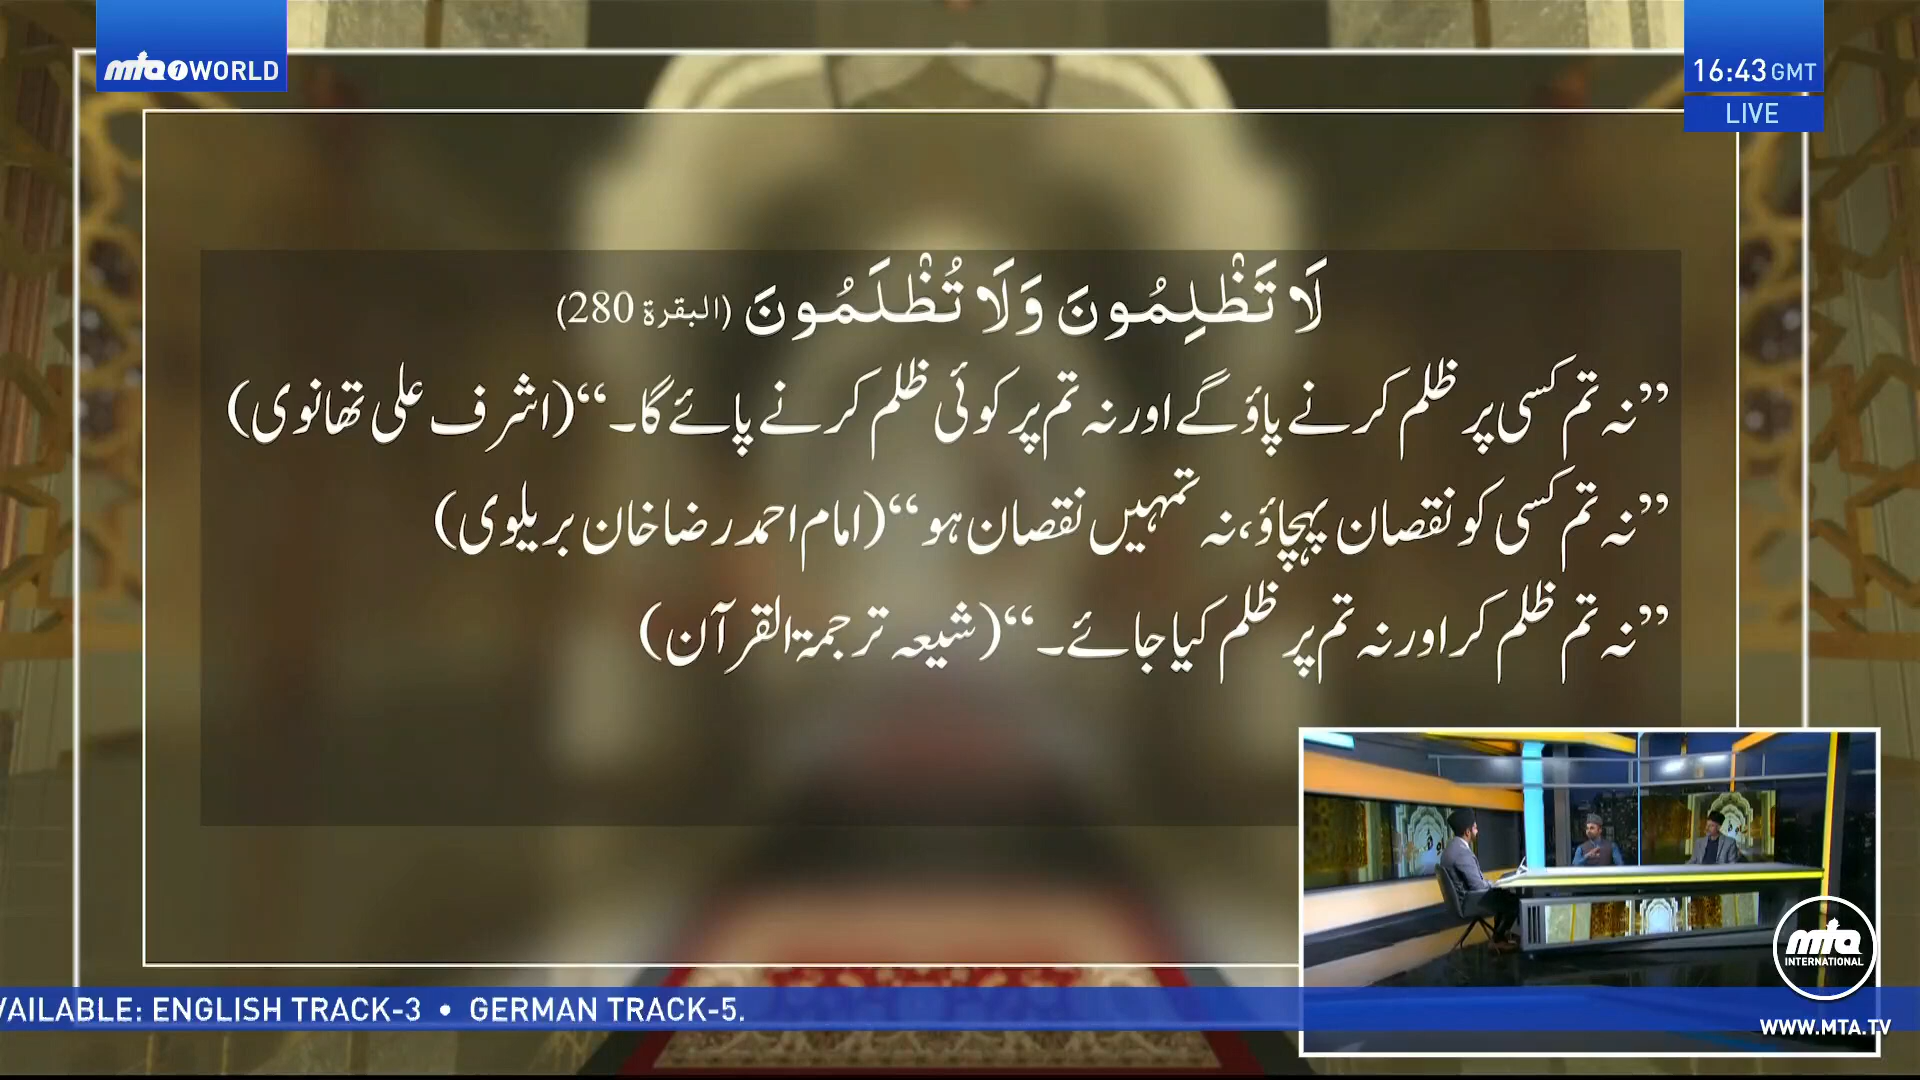 mta 1 WORLD
16:43 GMT
LIVE
لَا تَظْلِمُونَ وَلَا تُظْلَمُونَ (البقرة 280)
”نہ تم کسی پر ظلم کرنے پاؤ گے اور نہ تم پر کوئی ظلم کرنے پائے گا۔“ (اشرف علی تھانوی)
”نہ تم کسی کو نقصان پہچاؤ، نہ تمہیں نقصان ہو“ (امام احمد رضا خان بریلوی)
”نہ تم ظلم کر اور نہ تم پر ظلم کیا جائے۔“ (شیعہ ترجمۃ القرآن)
mta
INTERNATIONAL
VAILABLE: ENGLISH TRACK-3 • GERMAN TRACK-5.
WWW.MTA.TV